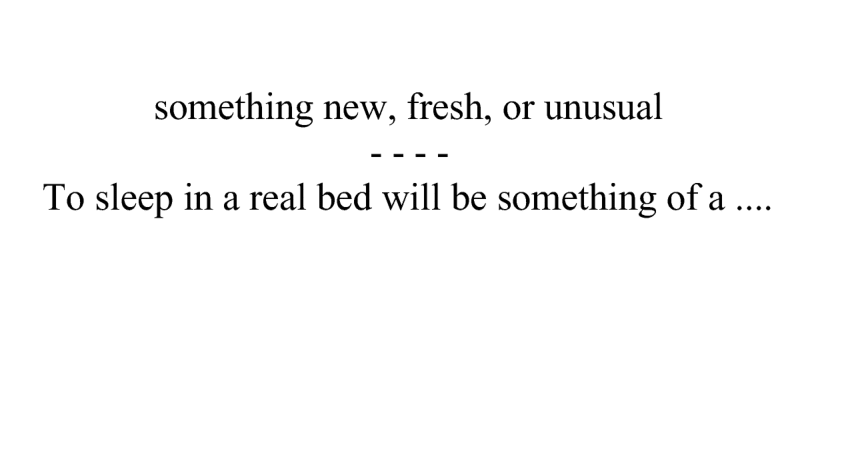 something new, fresh, or unusual
- - - -
To sleep in a real bed will be something of a ....